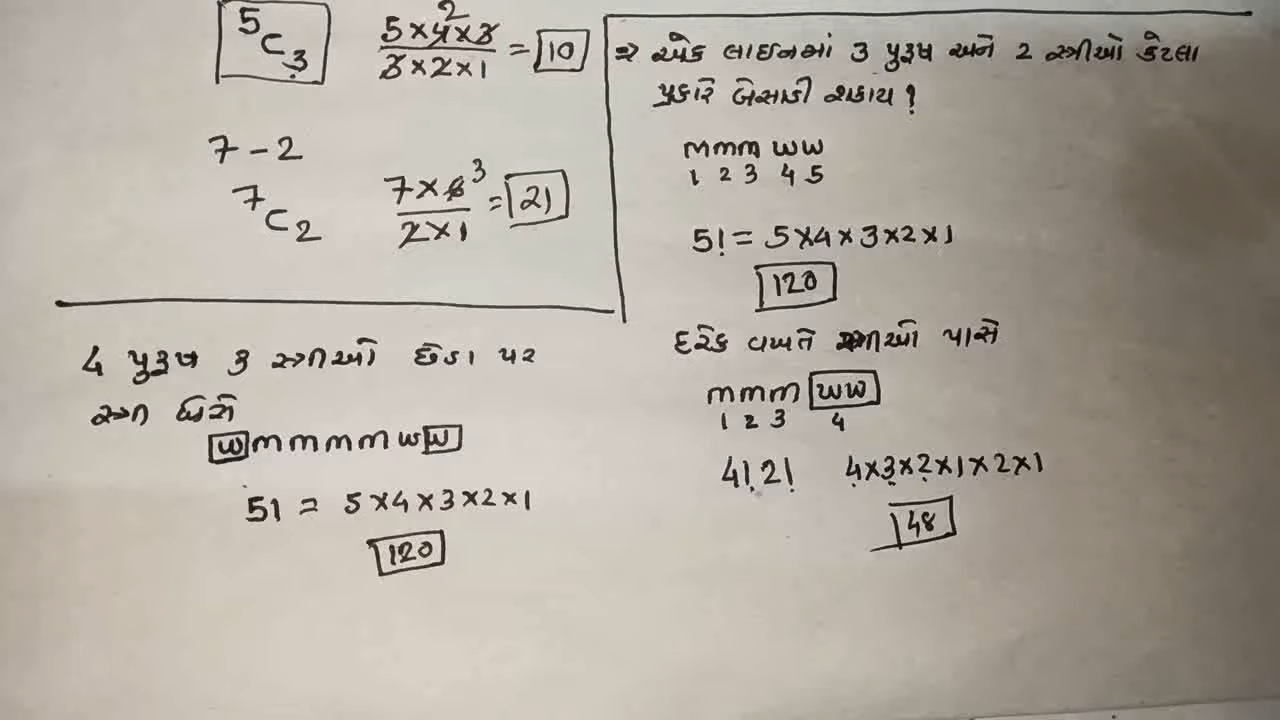 5C3 5×4×3/3×2×1 = 10
2
7-2
7C2 7×6/2×1 = 21
3
⇒ એક લાઇનમાં 3 પુરૂષ અને 2 સ્ત્રીઓ કેટલા
પ્રકારે બેસાડી શકાય?
mmm ww
1 2 3 4 5
5! = 5×4×3×2×1
120
દરેક વખતે સ્ત્રીઓ પાસે
mmm ww
1 2 3 4
4! 2! 4×3×2×1×2×1
48
4 પુરૂષ 3 સ્ત્રીઓ છેડા પર
સ્ત્રી
wmmmmww
5! = 5×4×3×2×1
120